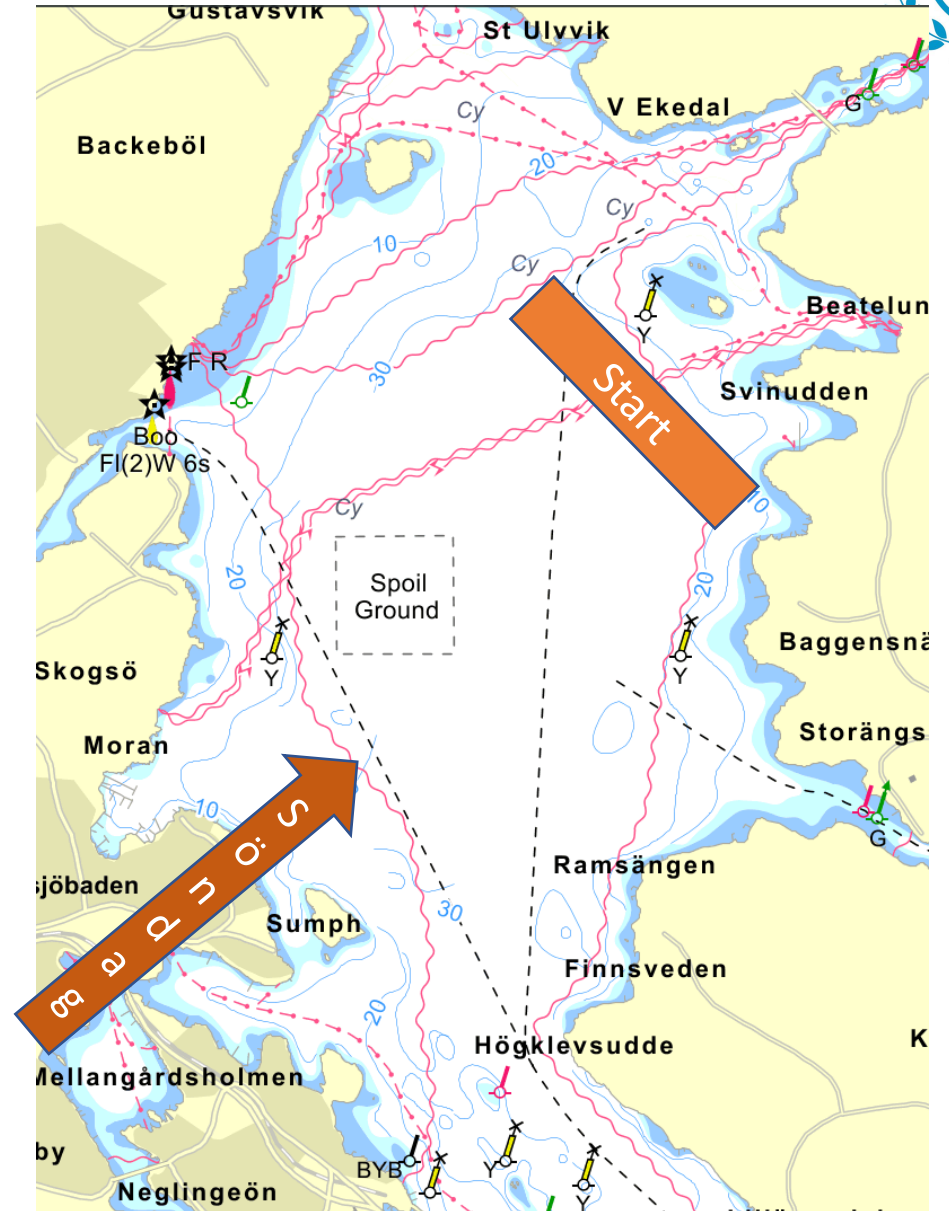 Gustavsvik
St Ulvvik
Cy
V Ekedal
G
Backeböl
20
Cy
10
Cy
Y
Beatelun
F R
30
Start
Svinudden
Boo
Fl(2)W 6s
10
Cy
20
Spoil
Ground
20
Y
Y
Baggensnä
Skogsö
Moran
Storängs
10
G
Söndag
Ramsängen
sjöbaden
30
Sumph
Finnsveden
20
Högklevsudde
K
Mellangårdsholmen
by
BYB
Y
Y
Neglingeön